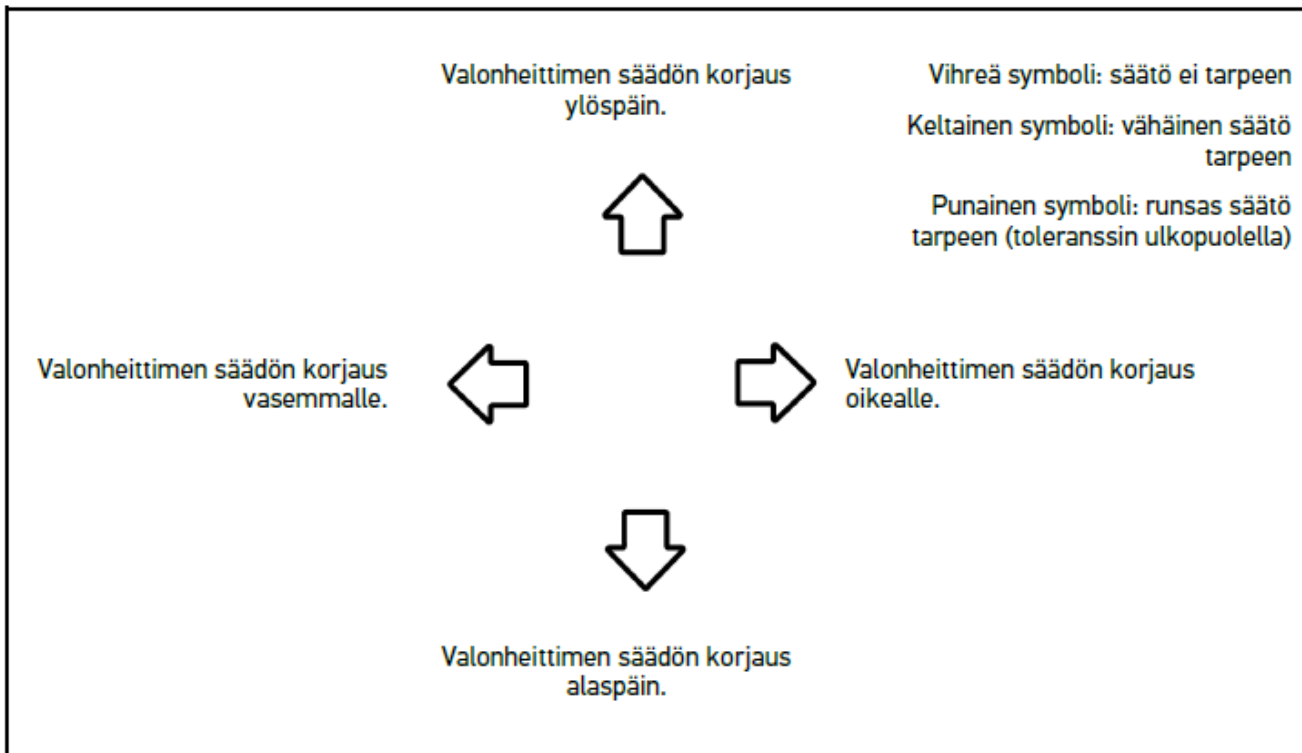 Valonheittimen säädön korjaus
ylöspäin.
Vihreä symboli: säätö ei tarpeen
Keltainen symboli: vähäinen säätö
tarpeen
Punainen symboli: runsas säätö
tarpeen (toleranssin ulkopuolella)
Valonheittimen säädön korjaus
vasemmalle.
Valonheittimen säädön korjaus
oikealle.
Valonheittimen säädön korjaus
alaspäin.